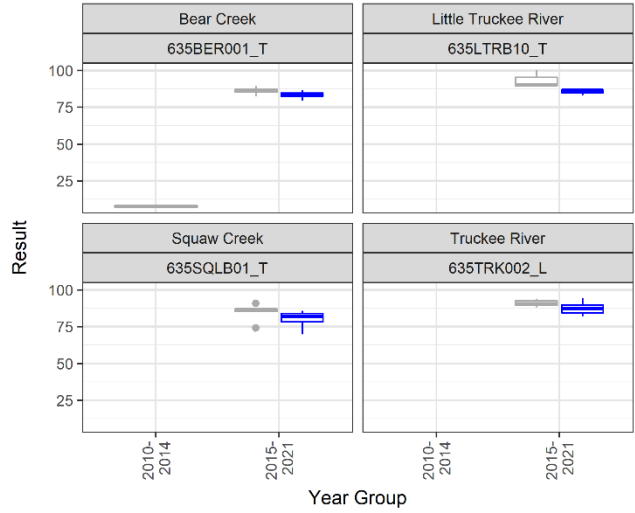 Bear Creek
Little Truckee River
635BER001_T
635LTRB10_T
100
75
50
25
Squaw Creek
Truckee River
635SQLB01_T
635TRK002_L
100
75
50
25
Result
2010-
2014
2015-
2021
2010-
2014
2015-
2021
Year Group